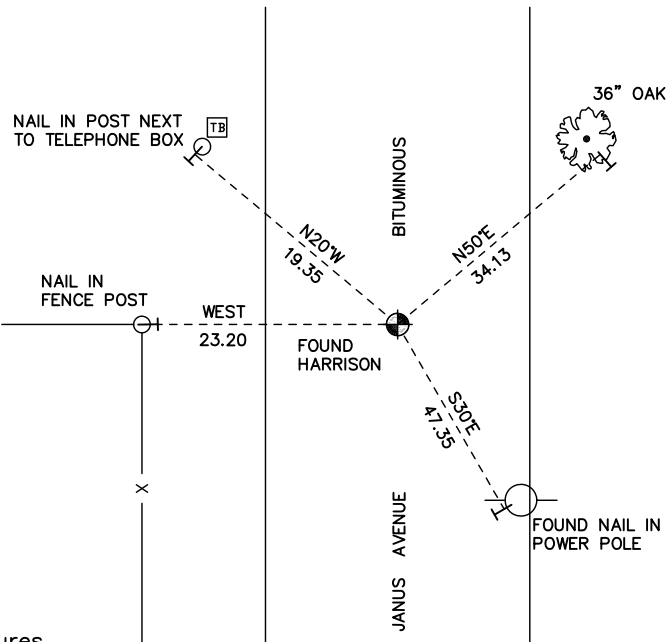 36” OAK
NAIL IN POST NEXT
TO TELEPHONE BOX
TB
BITUMINOUS
N20°W
19.35
N50°E
34.13
NAIL IN
FENCE POST
WEST
23.20
FOUND
HARRISON
S30°E
47.35
X
JANUS AVENUE
FOUND NAIL IN
POWER POLE